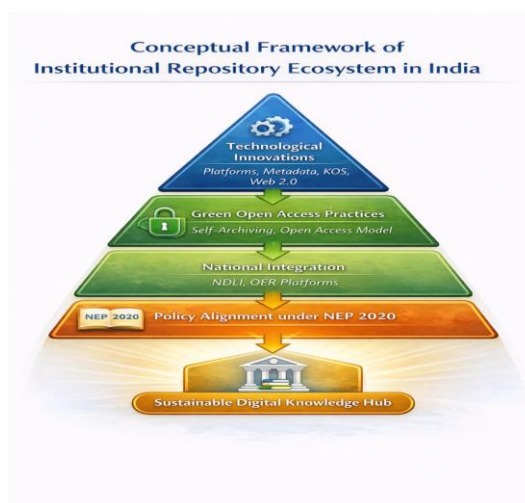 Conceptual Framework of
Institutional Repository Ecosystem in India
Technological
Innovations
Platforms, Metadata, KOS,
Web 2.0
Green Open Access Practices
Self-Archiving, Open Access Model
National Integration
NDLI, OER Platforms
NEP 2020
Policy Alignment under NEP 2020
Sustainable Digital Knowledge Hub